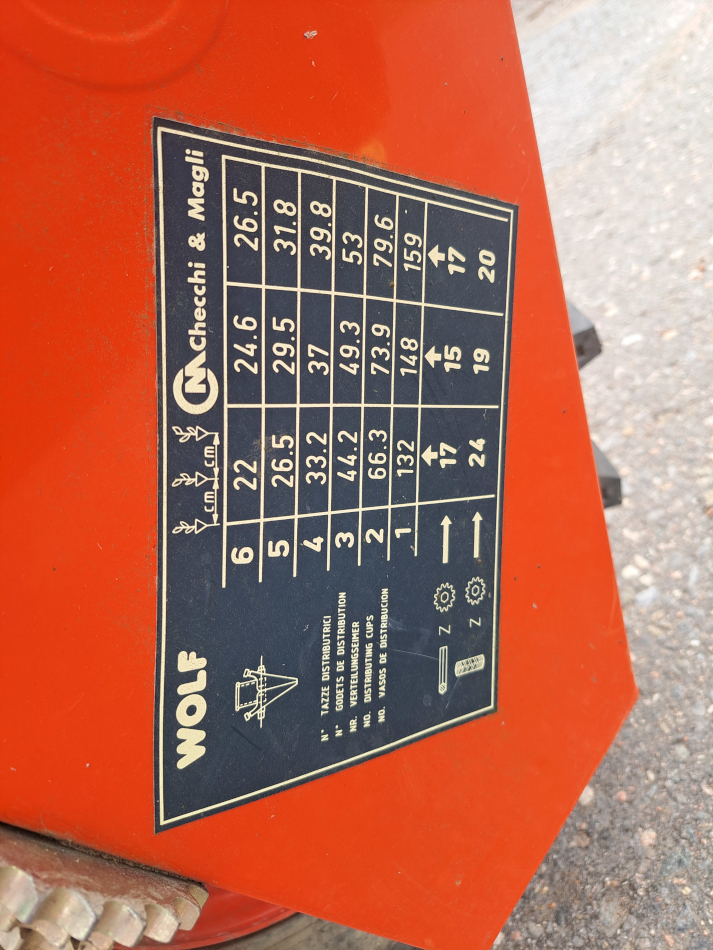 WOLF
cm cm
Checchi & Magli
6 22 24.6 26.5
5 26.5 29.5 31.8
4 33.2 37 39.8
3 44.2 49.3 53
2 66.3 73.9 79.6
1 132 148 159
N° TAZZE DISTRIBUTRICI
N° GODETS DE DISTRIBUTION
NR. VERTEILUNGSEIMER
NO. DISTRIBUTING CUPS
NO. VASOS DE DISTRIBUCION
Z 17 15 17
Z 24 19 20